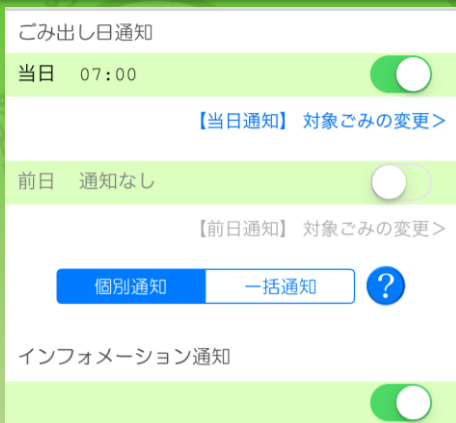 ごみ出し日通知
当日 07:00
【当日通知】 対象ごみの変更＞
前日 通知なし
【前日通知】 対象ごみの変更＞
個別通知 一括通知 ?
インフォメーション通知